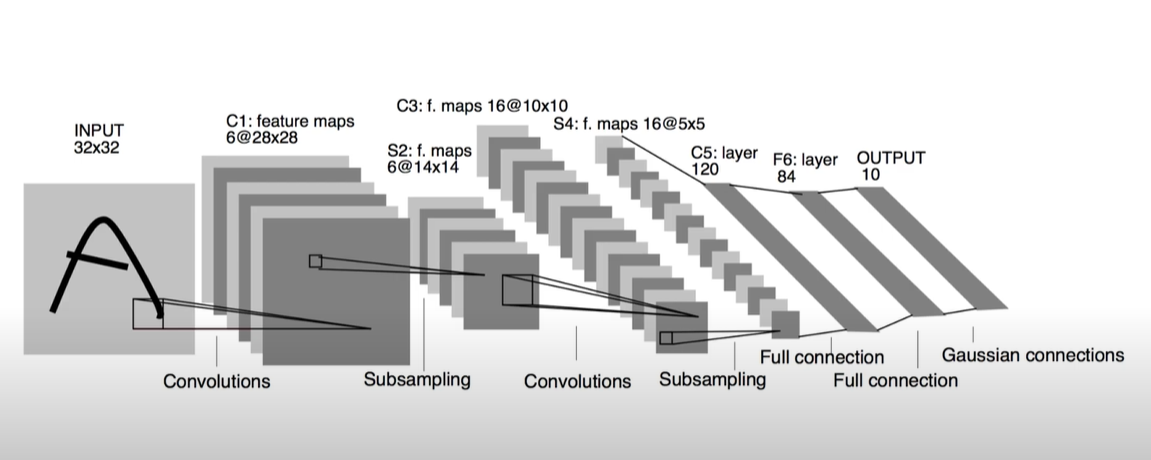 INPUT
32x32
C1: feature maps
6@28x28
S2: f. maps
6@14x14
C3: f. maps 16@10x10
S4: f. maps 16@5x5
C5: layer
120
F6: layer
84
OUTPUT
10
Convolutions
Subsampling
Convolutions
Subsampling
Full connection
Full connection
Gaussian connections